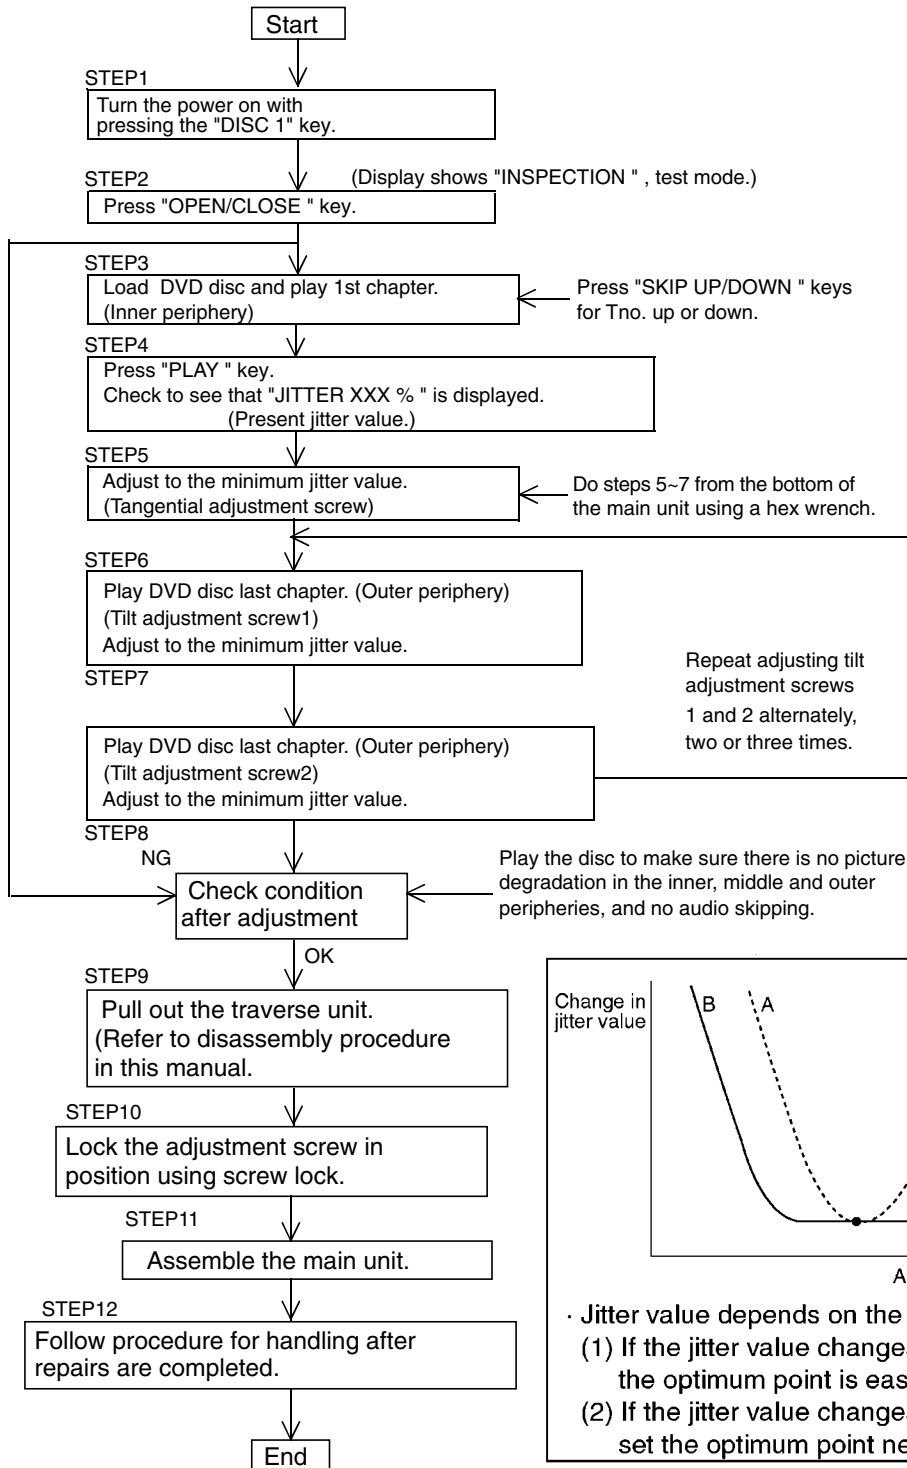 Start
STEP1
Turn the power on with
pressing the "DISC 1" key.
STEP2
(Display shows "INSPECTION " , test mode.)
Press "OPEN/CLOSE " key.
STEP3
Load DVD disc and play 1st chapter.
(Inner periphery)
Press "SKIP UP/DOWN " keys
for Tno. up or down.
STEP4
Press "PLAY " key.
Check to see that "JITTER XXX % " is displayed.
(Present jitter value.)
STEP5
Adjust to the minimum jitter value.
(Tangential adjustment screw)
Do steps 5~7 from the bottom of
the main unit using a hex wrench.
STEP6
Play DVD disc last chapter. (Outer periphery)
(Tilt adjustment screw1)
Adjust to the minimum jitter value.
Repeat adjusting tilt
adjustment screws
1 and 2 alternately,
two or three times.
STEP7
Play DVD disc last chapter. (Outer periphery)
(Tilt adjustment screw2)
Adjust to the minimum jitter value.
STEP8
NG
Check condition
after adjustment
Play the disc to make sure there is no picture
degradation in the inner, middle and outer
peripheries, and no audio skipping.
OK
STEP9
Pull out the traverse unit.
(Refer to disassembly procedure
in this manual.
STEP10
Lock the adjustment screw in
position using screw lock.
STEP11
Assemble the main unit.
STEP12
Follow procedure for handling after
repairs are completed.
End
Change in
jitter value
B
A
A
· Jitter value depends on the
(1) If the jitter value change
the optimum point is eas
(2) If the jitter value change
set the optimum point ne